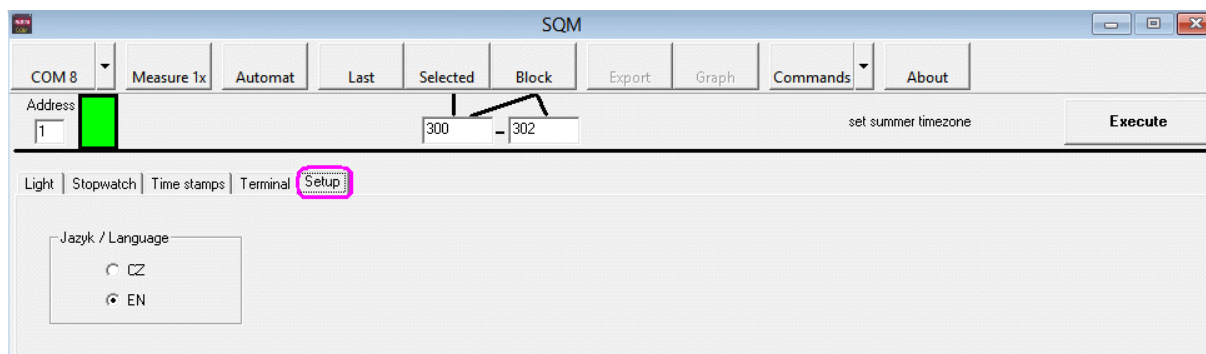 SQM
COM 8 Measure 1x Automat Last Selected Block Export Graph Commands About
Address
1 300 – 302 set summer timezone Execute
Light Stopwatch Time stamps Terminal Setup
Jazyk / Language
CZ
EN